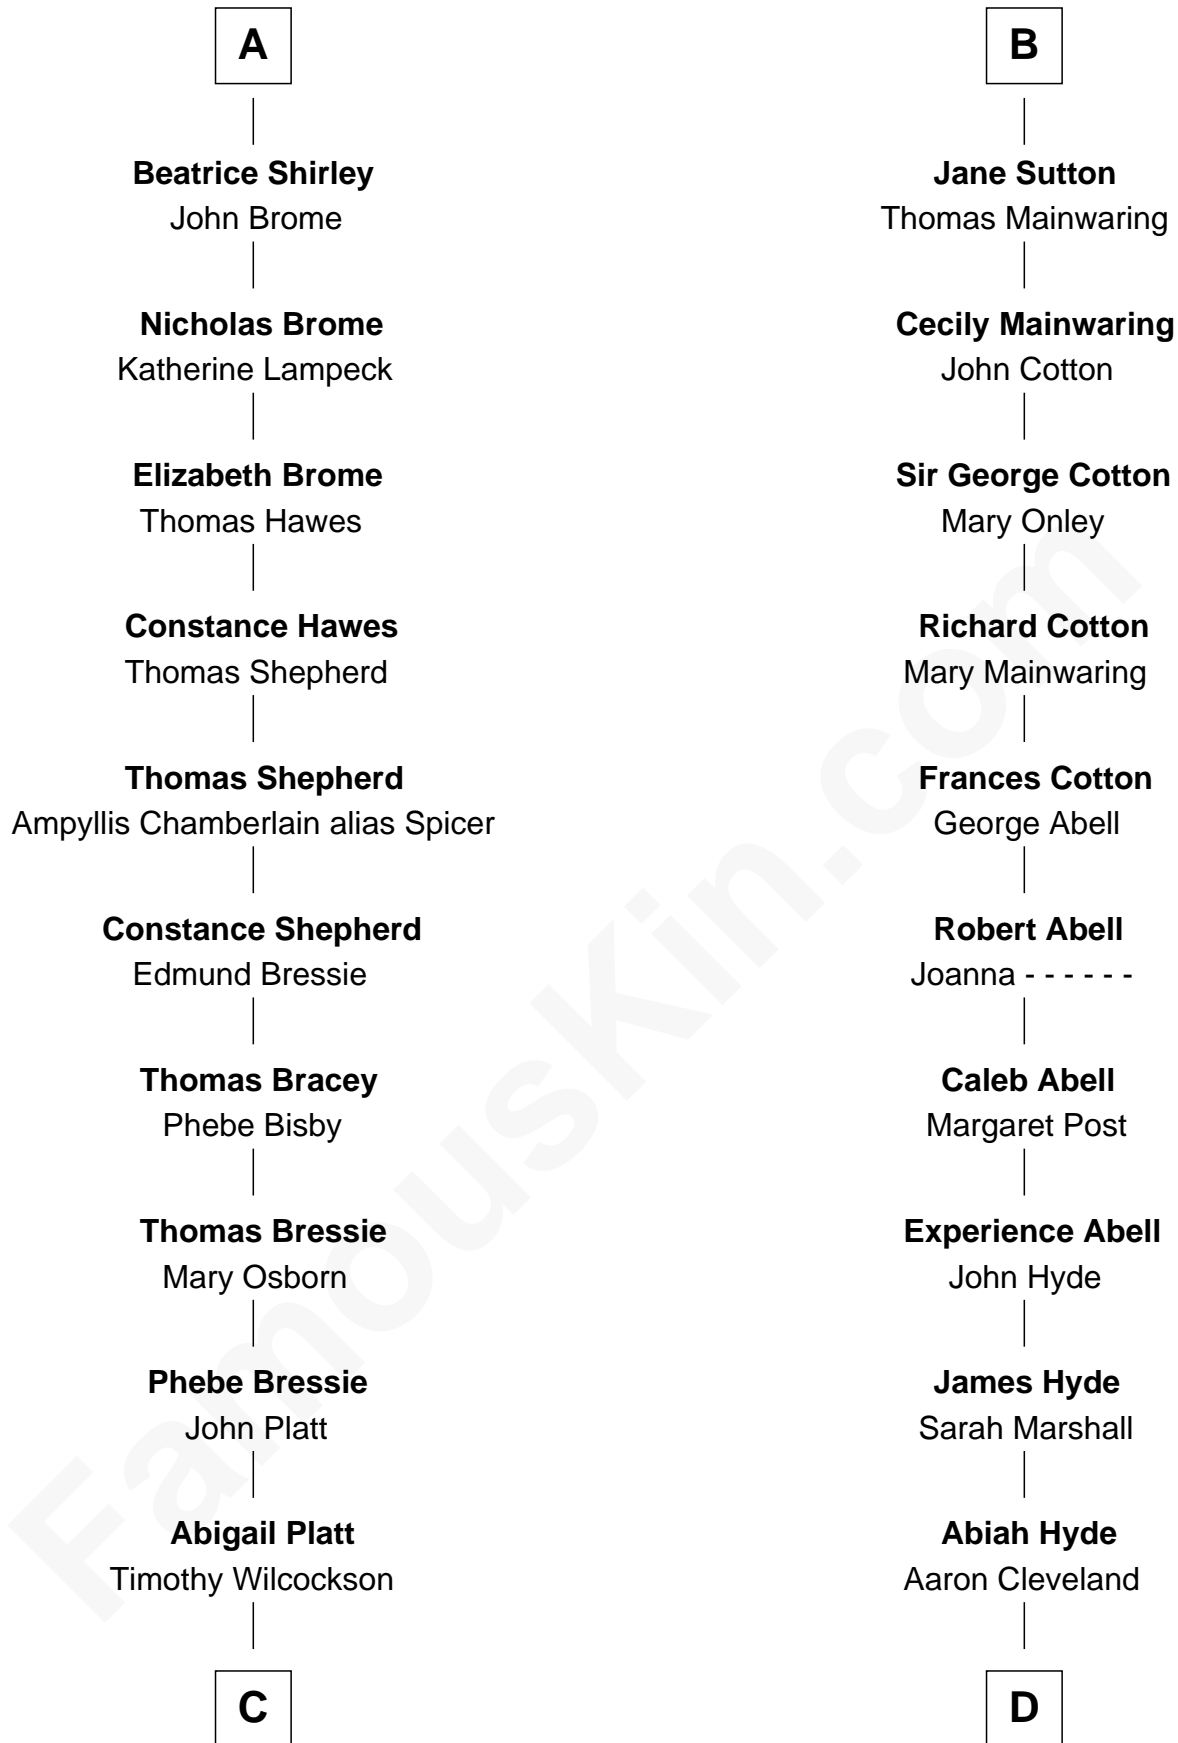 A
Beatrice Shirley
John Brome
Nicholas Brome
Katherine Lampeck
Elizabeth Brome
Thomas Hawes
Constance Hawes
Thomas Shepherd
Thomas Shepherd
Ampyllis Chamberlain alias Spicer
Constance Shepherd
Edmund Bressie
Thomas Bracey
Phebe Bisby
Thomas Bressie
Mary Osborn
Phebe Bressie
John Platt
Abigail Platt
Timothy Wilcockson
C
B
Jane Sutton
Thomas Mainwaring
Cecily Mainwaring
John Cotton
Sir George Cotton
Mary Onley
Richard Cotton
Mary Mainwaring
Frances Cotton
George Abell
Robert Abell
Joanna - - - - - -
Caleb Abell
Margaret Post
Experience Abell
John Hyde
James Hyde
Sarah Marshall
Abiah Hyde
Aaron Cleveland
D
FamousKin.com